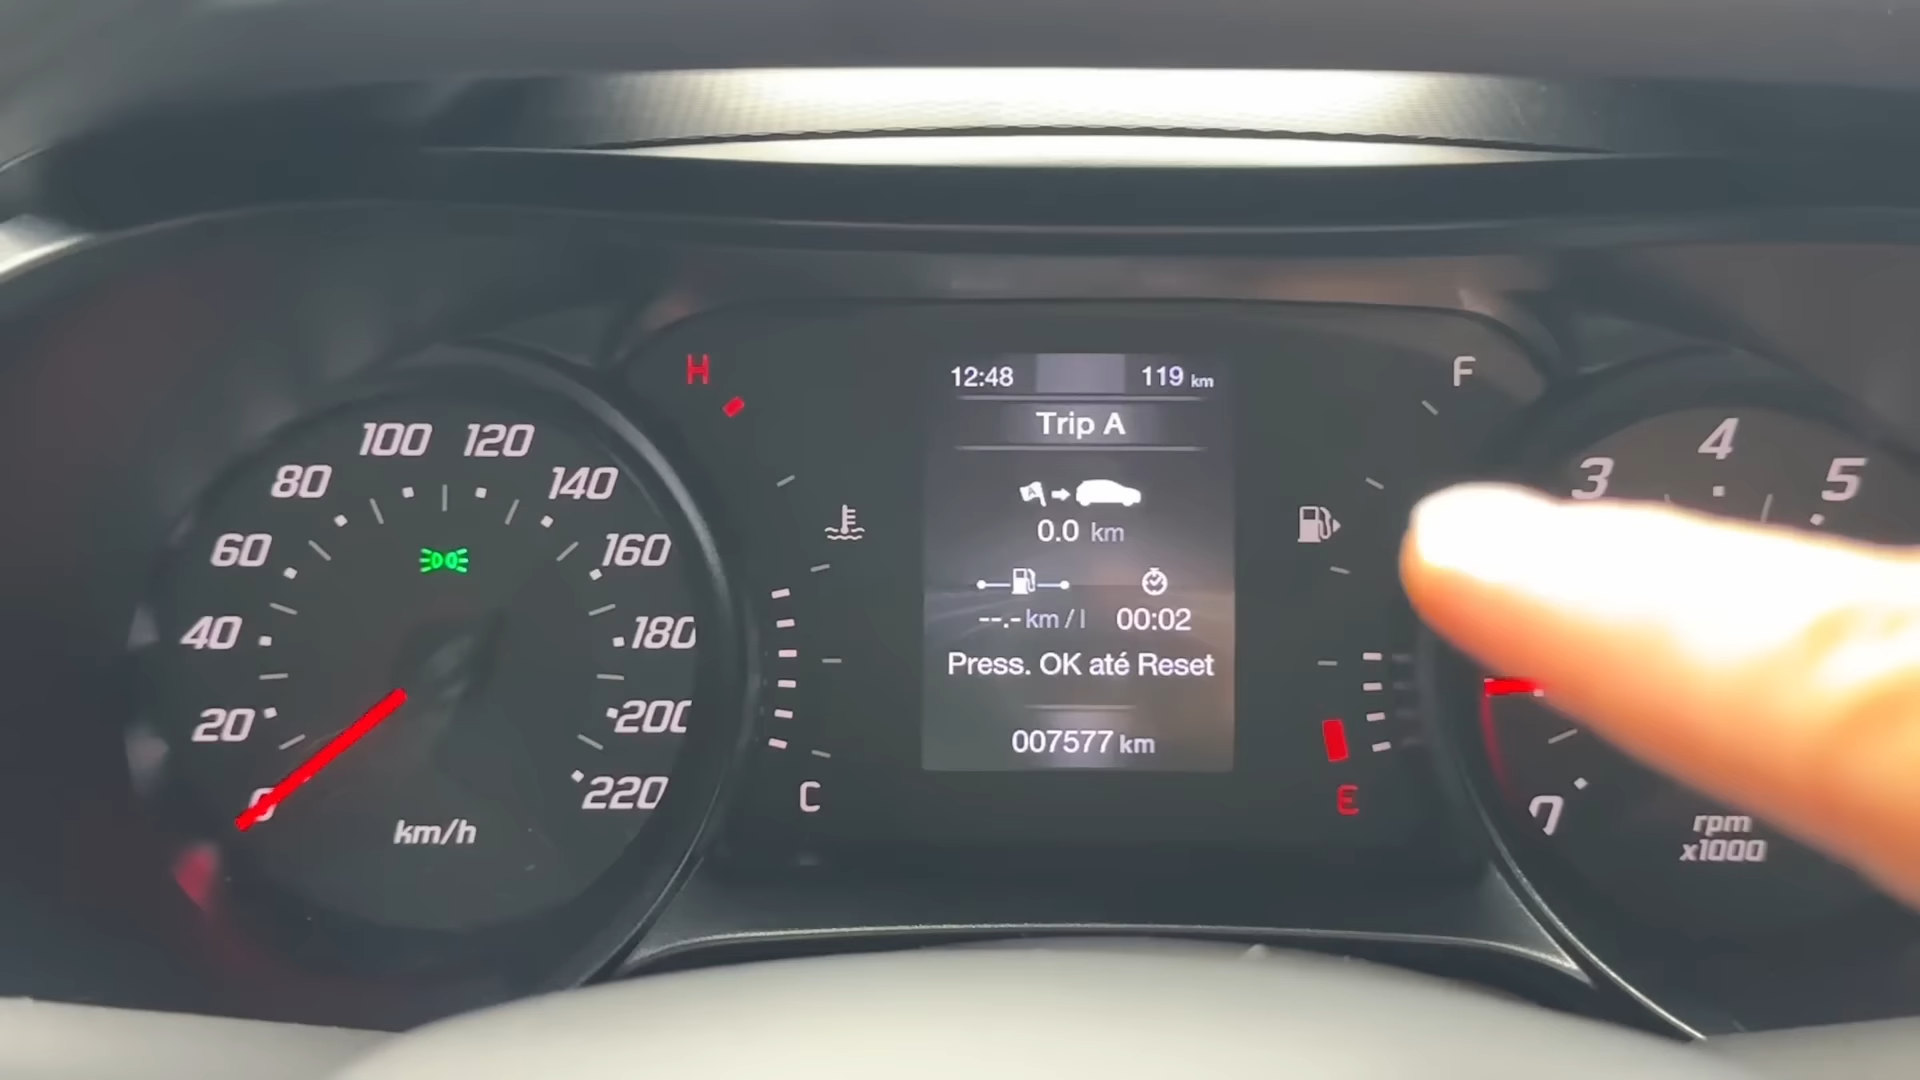 H
F
12:48 119 km
Trip A
0.0 km
--.- km/l 00:02
Press. OK até Reset
007577 km
C
E
0
20
40
60
80
100
120
140
160
180
200
220
km/h
3
4
5
rpm
x1000